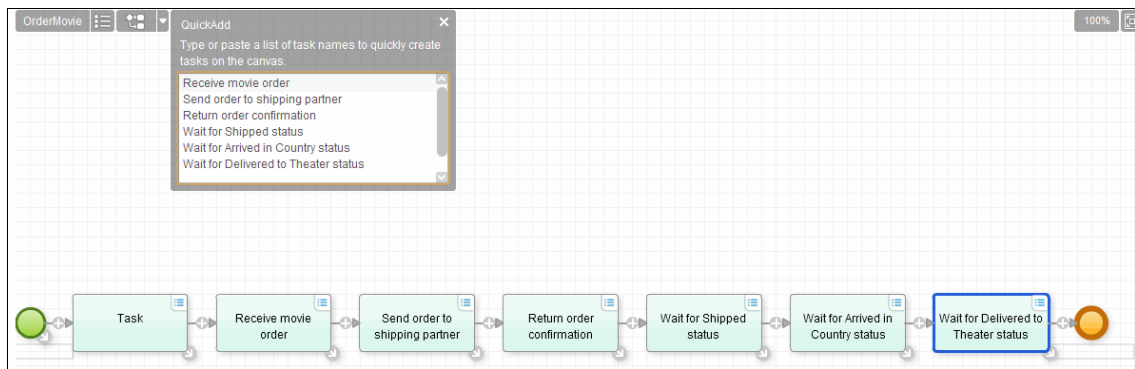 OrderMovie
QuickAdd
100%
Type or paste a list of task names to quickly create
tasks on the canvas.
Receive movie order
Send order to shipping partner
Return order confirmation
Wait for Shipped status
Wait for Arrived in Country status
Wait for Delivered to Theater status
Task
Receive movie
order
Send order to
shipping partner
Return order
confirmation
Wait for Shipped
status
Wait for Arrived in
Country status
Wait for Delivered to
Theater status